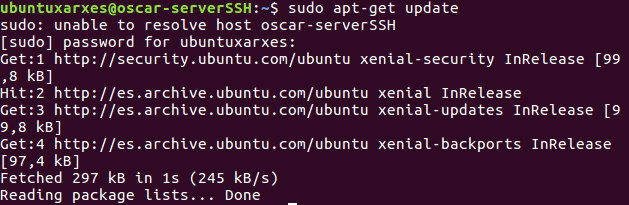 ubuntuxarxes@oscar-serverSSH:~$ sudo apt-get update
sudo: unable to resolve host oscar-serverSSH
[sudo] password for ubuntuxarxes:
Get:1 http://security.ubuntu.com/ubuntu xenial-security InRelease [99
,8 kB]
Hit:2 http://es.archive.ubuntu.com/ubuntu xenial InRelease
Get:3 http://es.archive.ubuntu.com/ubuntu xenial-updates InRelease [9
9,8 kB]
Get:4 http://es.archive.ubuntu.com/ubuntu xenial-backports InRelease
[97,4 kB]
Fetched 297 kB in 1s (245 kB/s)
Reading package lists... Done